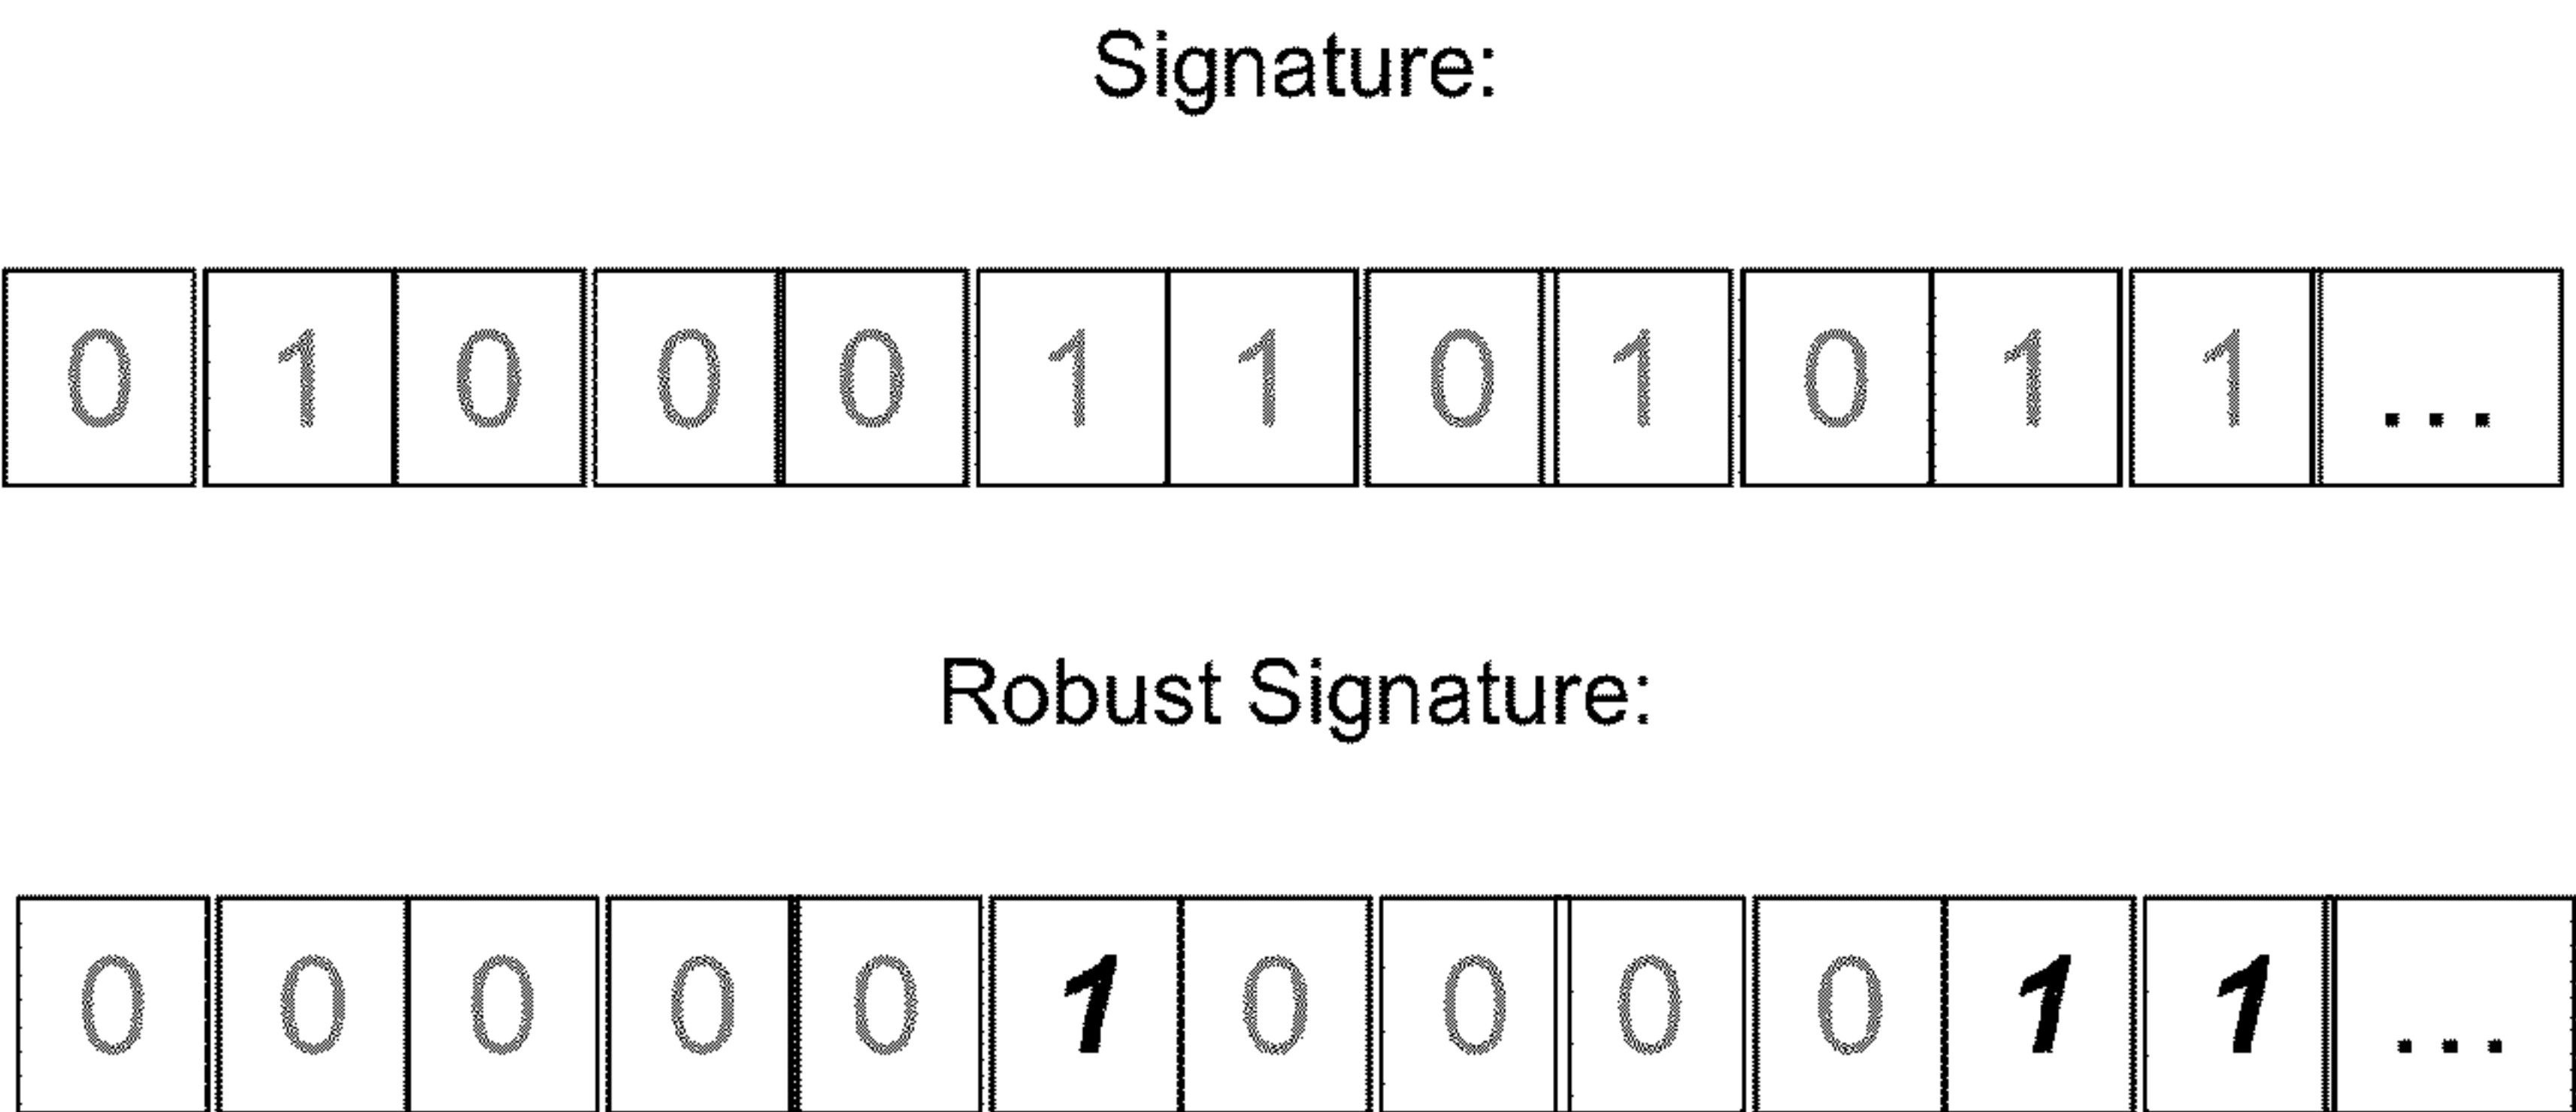 Signature:
0 1 0 0 0 1 1 0 1 0 1 1 ...
Robust Signature:
0 0 0 0 0 1 0 0 0 0 1 1 ...